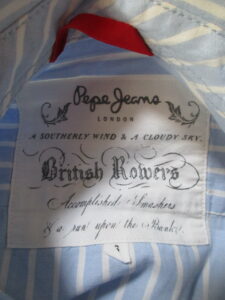 Pepe Jeans
LONDON
A SOUTHERLY WIND & A CLOUDY SKY.
British Rowers
Accomplished Smashers
& a run upon the Banks.